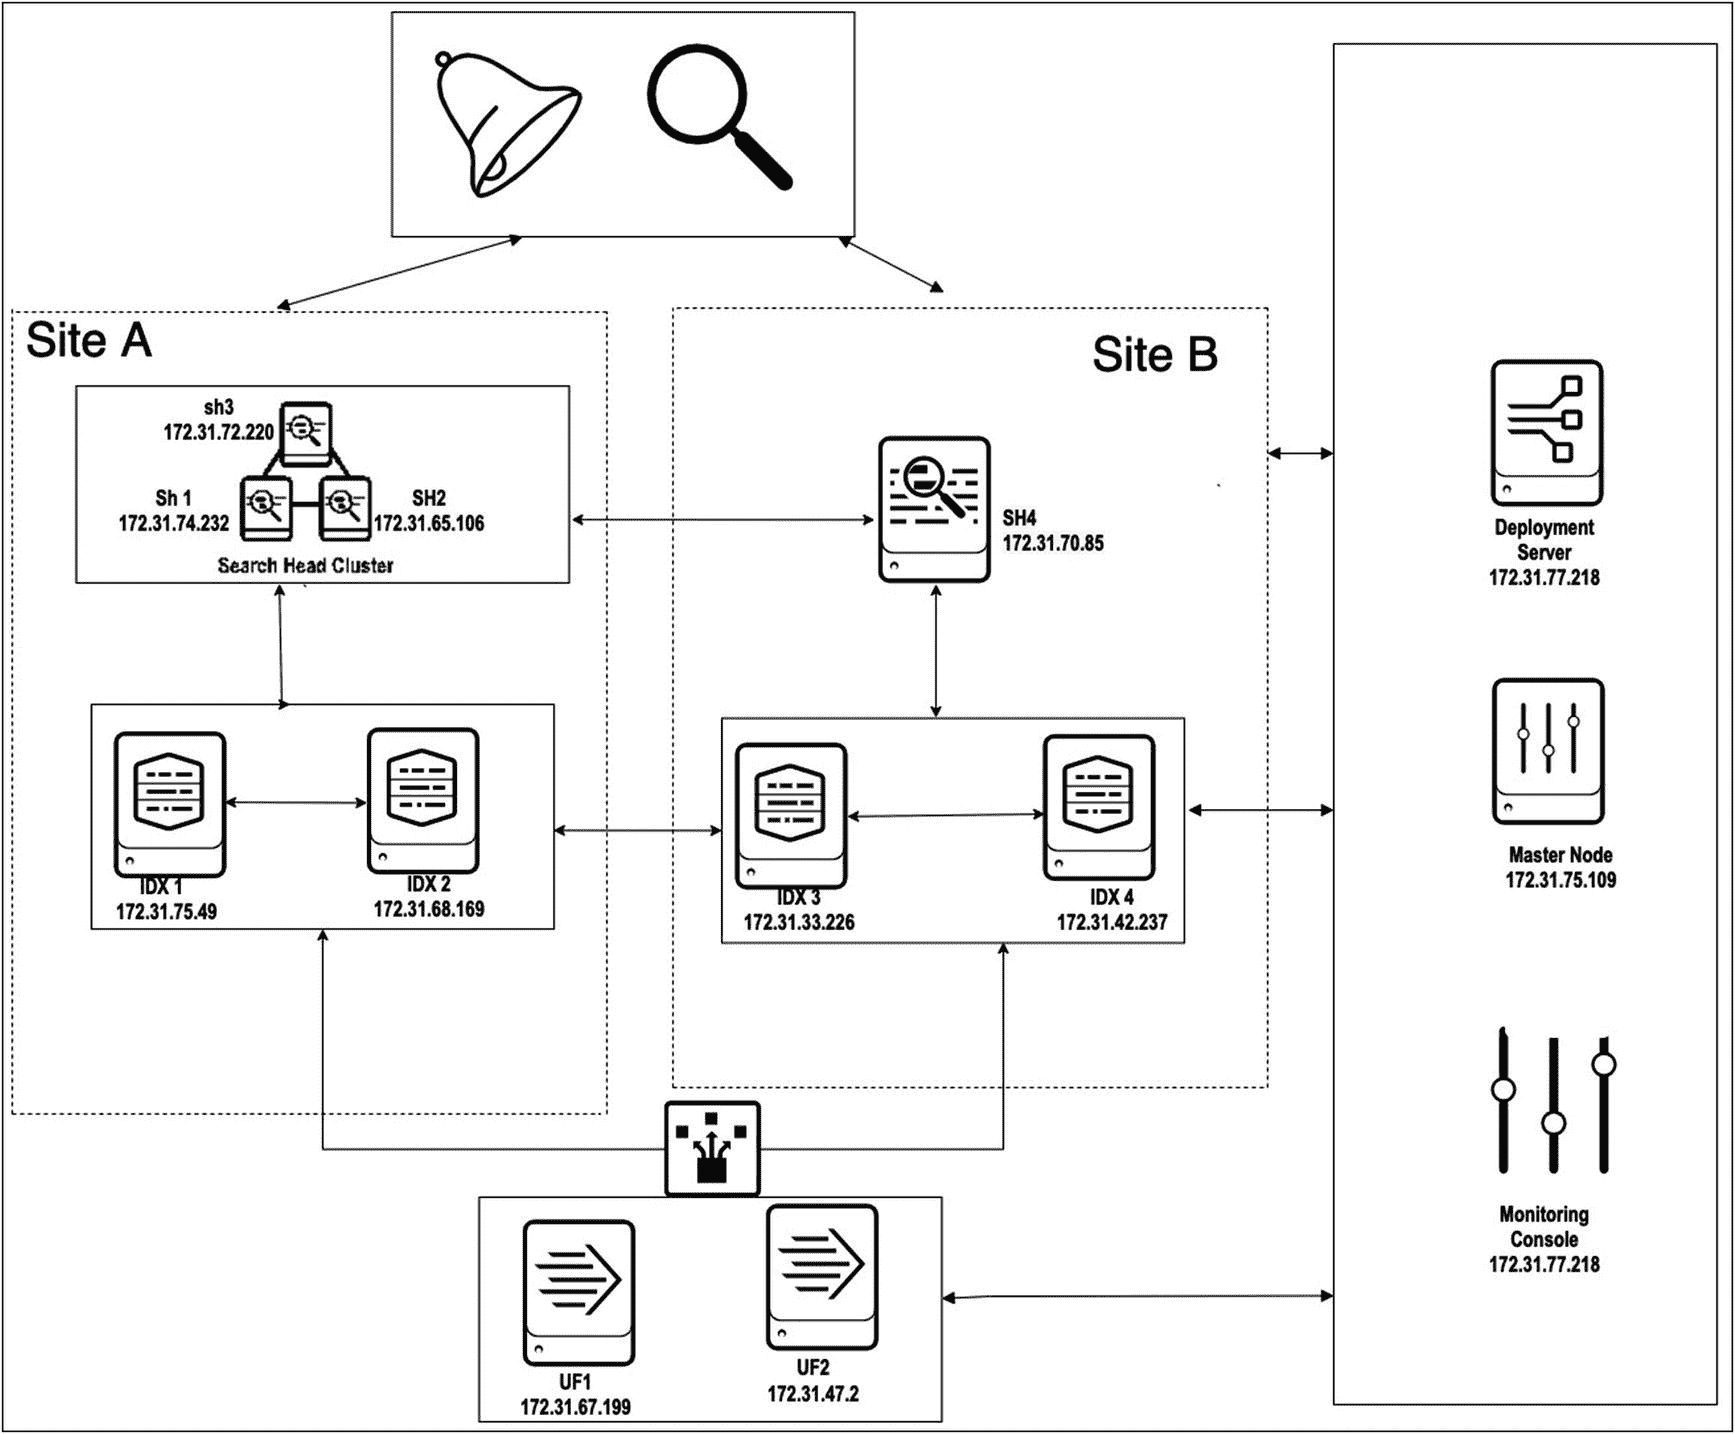 Site A
sh3
172.31.72.220
Sh 1
172.31.74.232
SH2
172.31.65.106
Search Head Cluster
IDX 1
172.31.75.49
IDX 2
172.31.68.169
Site B
SH4
172.31.70.85
IDX 3
172.31.33.226
IDX 4
172.31.42.237
UF1
172.31.67.199
UF2
172.31.47.2
Deployment
Server
172.31.77.218
Master Node
172.31.75.109
Monitoring
Console
172.31.77.218